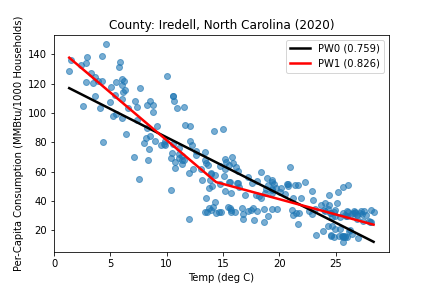 County: Iredell, North Carolina (2020)
PW0 (0.759)
PW1 (0.826)
Per-Capita Consumption (MMBtu/1000 Households)
140
120
100
80
60
40
20
0 5 10 15 20 25
Temp (deg C)